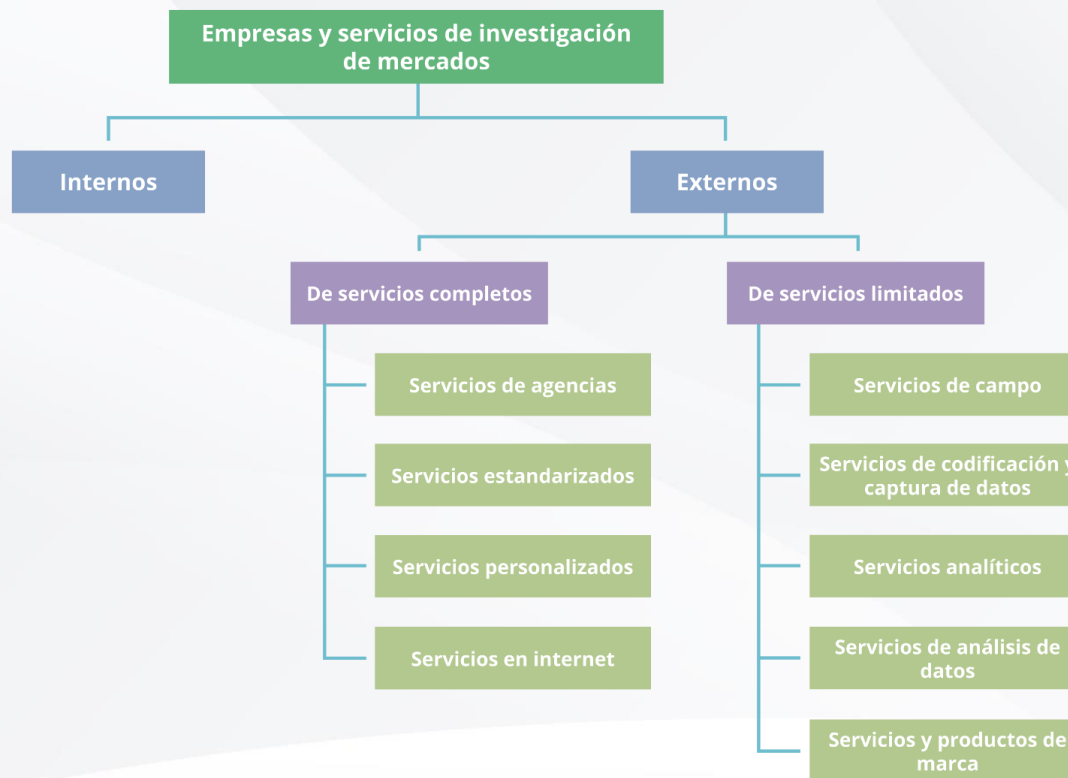 Empresas y servicios de investigación
de mercados
Internos
Externos
De servicios completos
De servicios limitados
Servicios de agencias
Servicios de campo
Servicios estandarizados
Servicios de codificación y
captura de datos
Servicios personalizados
Servicios analíticos
Servicios en internet
Servicios de análisis de
datos
Servicios y productos de
marca